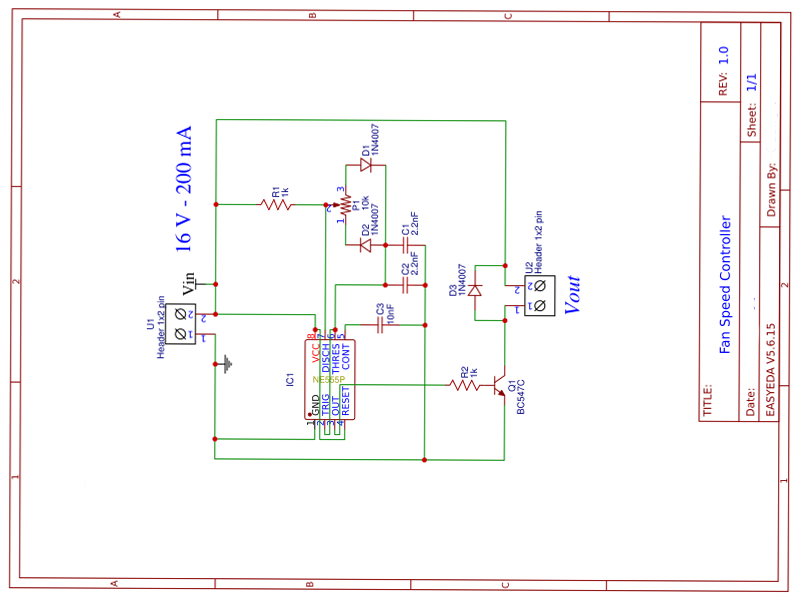 16 V - 200 mA
Vin
U1
Header 1x2 pin
2
1
2
1
R1
1k
2
P1
10k
3
1
D1
1N4007
D2
1N4007
C1
2.2nF
C2
2.2nF
C3
10nF
IC1
NE555P
8
7
6
5
VCC
DISCH
THRES
CONT
GND
TRIG
OUT
RESET
1
2
3
4
R2
1k
Q1
BC547C
D3
1N4007
U2
Header 1x2 pin
2
1
2
1
Vout
A
B
C
A
B
C
1
2
1
2
TITLE:
Fan Speed Controller
REV: 1.0
Date:
Sheet: 1/1
EASYEDA V5.6.15
Drawn By: